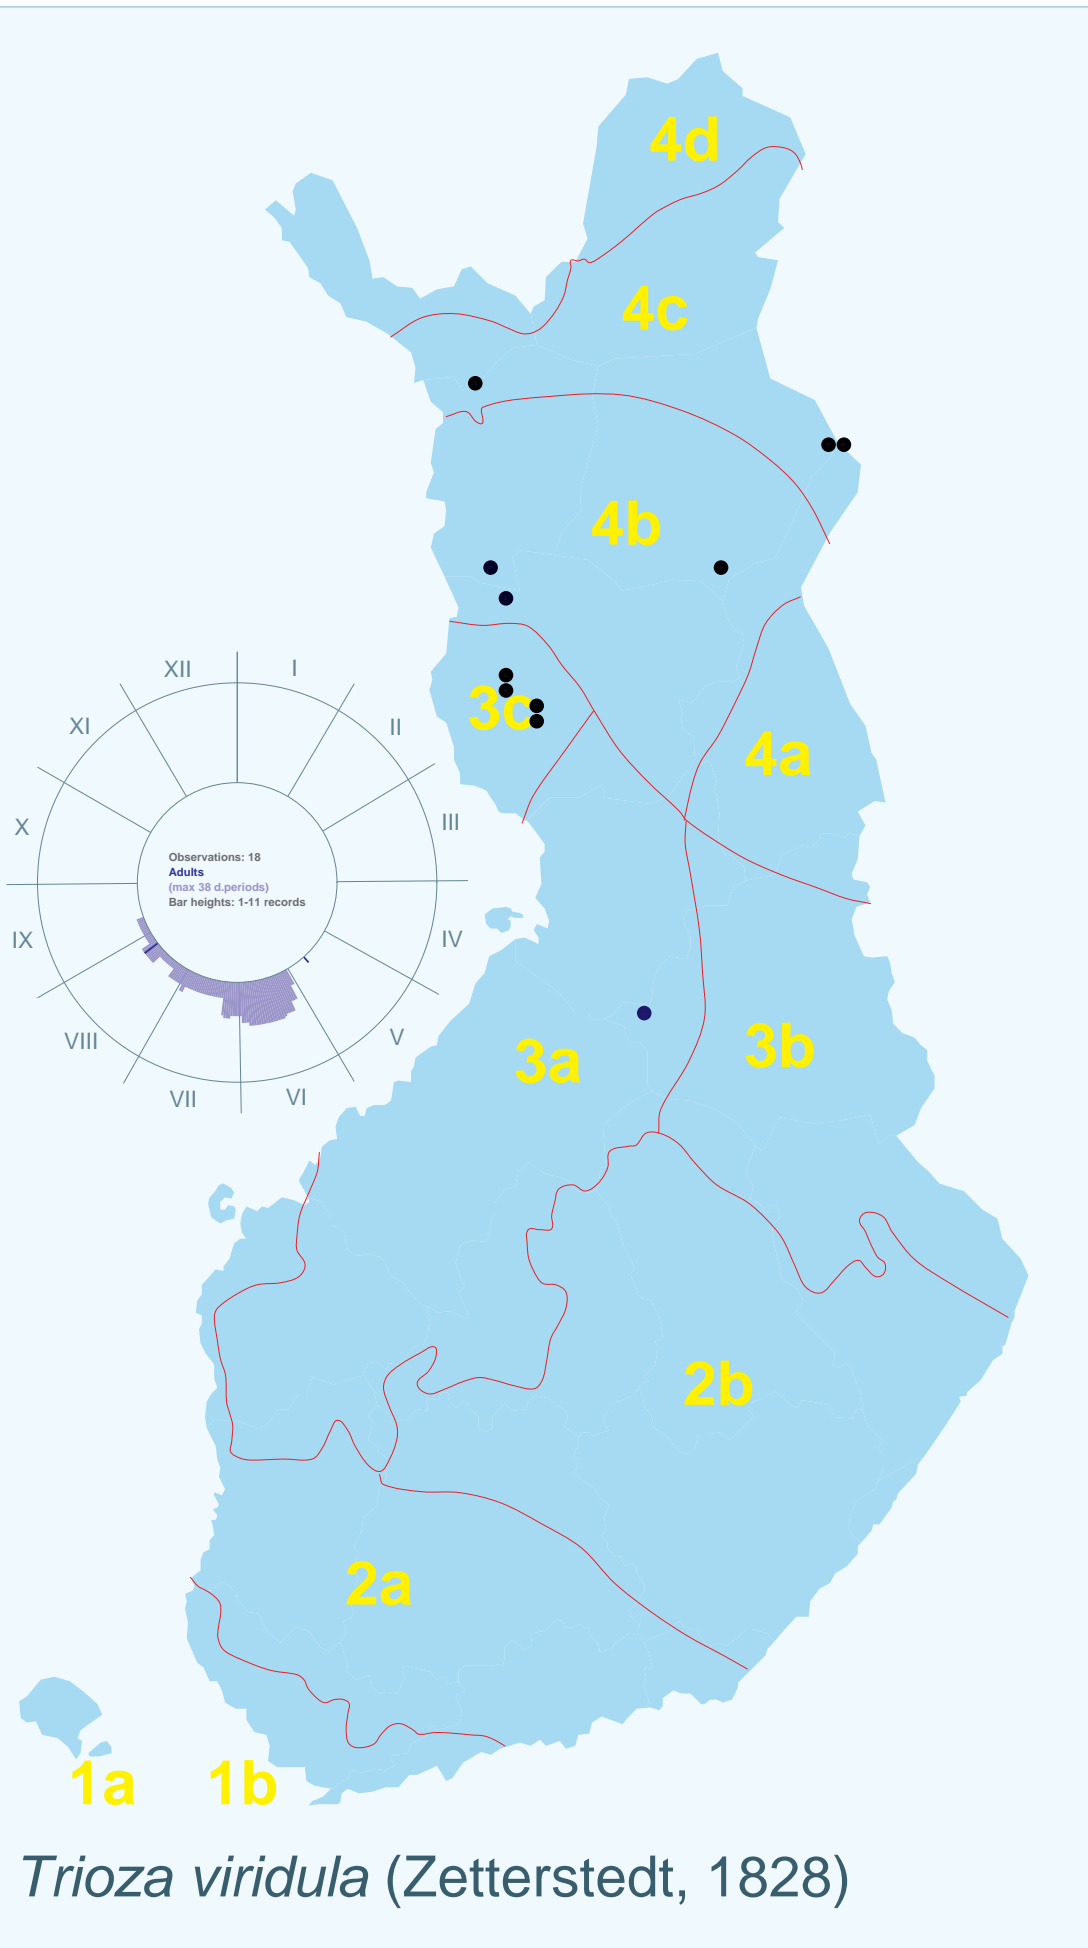 4d
4c
4b
3c
4a
XII
I
XI
II
X
III
Observations: 18
Adults
(max 38 d.periods)
Bar heights: 1-11 records
IX
IV
VIII
V
VII
VI
3a
3b
2b
2a
1a
1b
Trioza viridula (Zetterstedt, 1828)